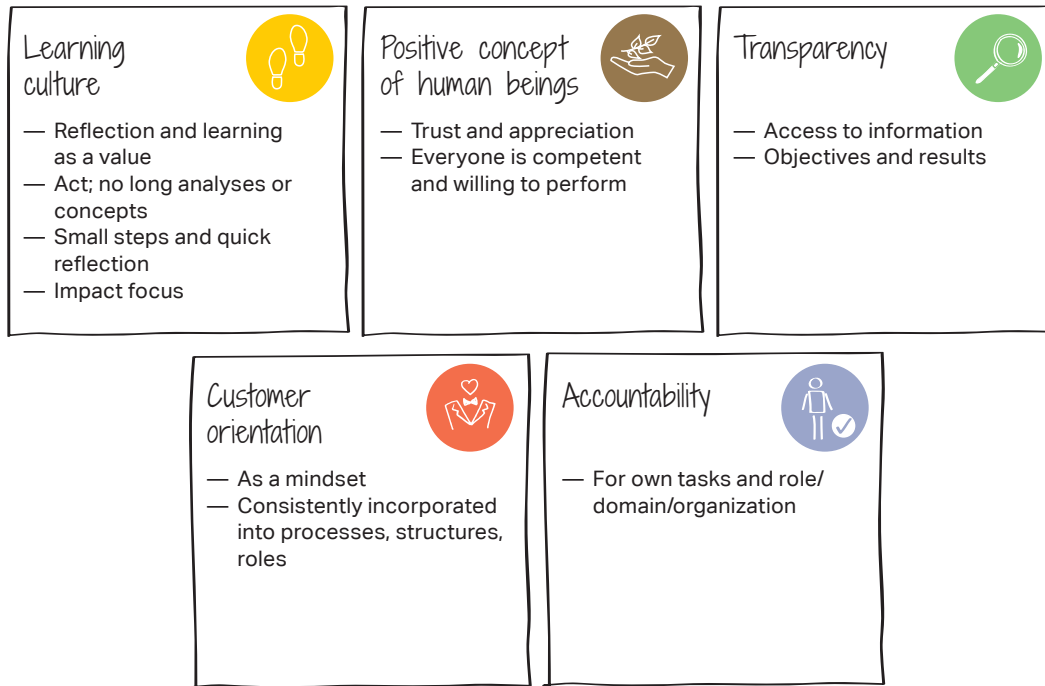 Learning
culture
— Reflection and learning
as a value
— Act; no long analyses or
concepts
— Small steps and quick
reflection
— Impact focus
Positive concept
of human beings
— Trust and appreciation
— Everyone is competent
and willing to perform
Transparency
— Access to information
— Objectives and results
Customer
orientation
— As a mindset
— Consistently incorporated
into processes, structures,
roles
Accountability
— For own tasks and role/
domain/organization